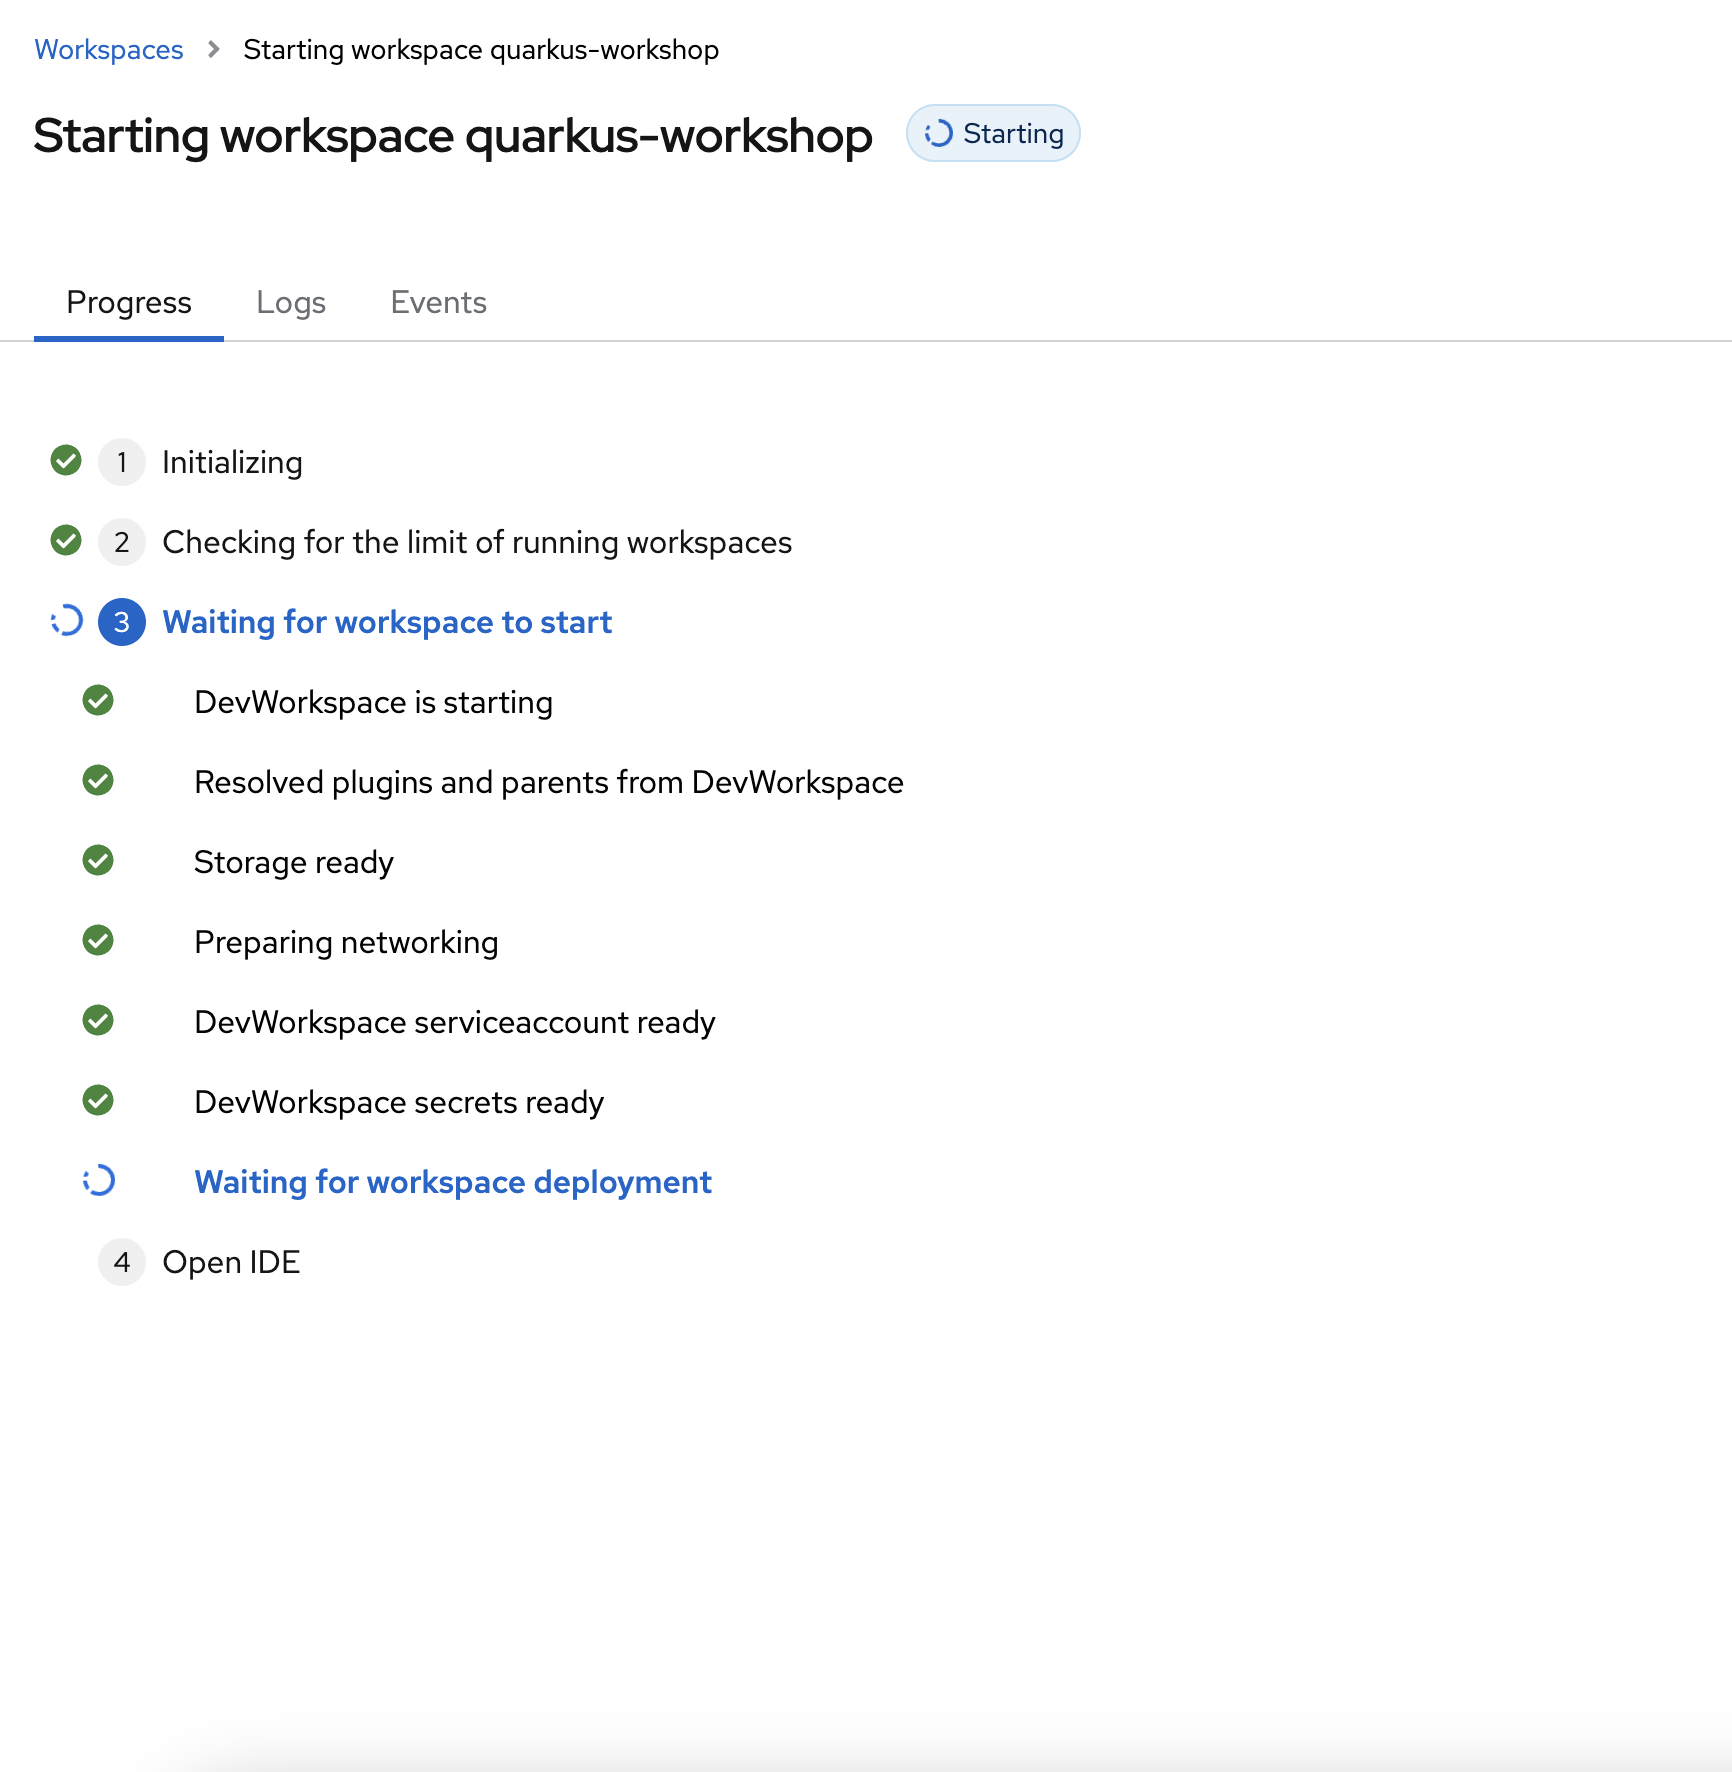 Workspaces > Starting workspace quarkus-workshop
Starting workspace quarkus-workshop Starting
Progress Logs Events
1 Initializing
2 Checking for the limit of running workspaces
3 Waiting for workspace to start
DevWorkspace is starting
Resolved plugins and parents from DevWorkspace
Storage ready
Preparing networking
DevWorkspace serviceaccount ready
DevWorkspace secrets ready
Waiting for workspace deployment
4 Open IDE